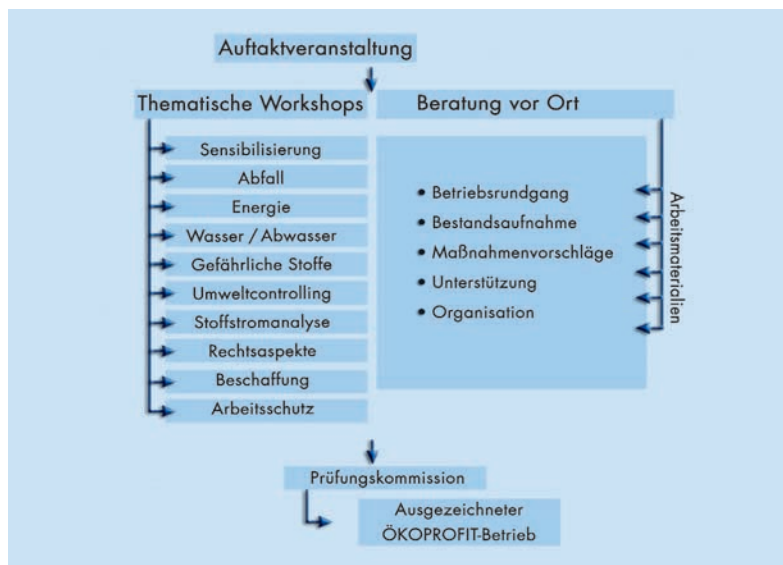 Auftaktveranstaltung
Thematische Workshops
Sensibilisierung
Abfall
Energie
Wasser / Abwasser
Gefährliche Stoffe
Umweltcontrolling
Stoffstromanalyse
Rechtsaspekte
Beschaffung
Arbeitsschutz
Beratung vor Ort
• Betriebsrundgang
• Bestandsaufnahme
• Maßnahmenvorschläge
• Unterstützung
• Organisation
Arbeitsmaterialien
Prüfungskommission
Ausgezeichneter
ÖKOPROFIT-Betrieb